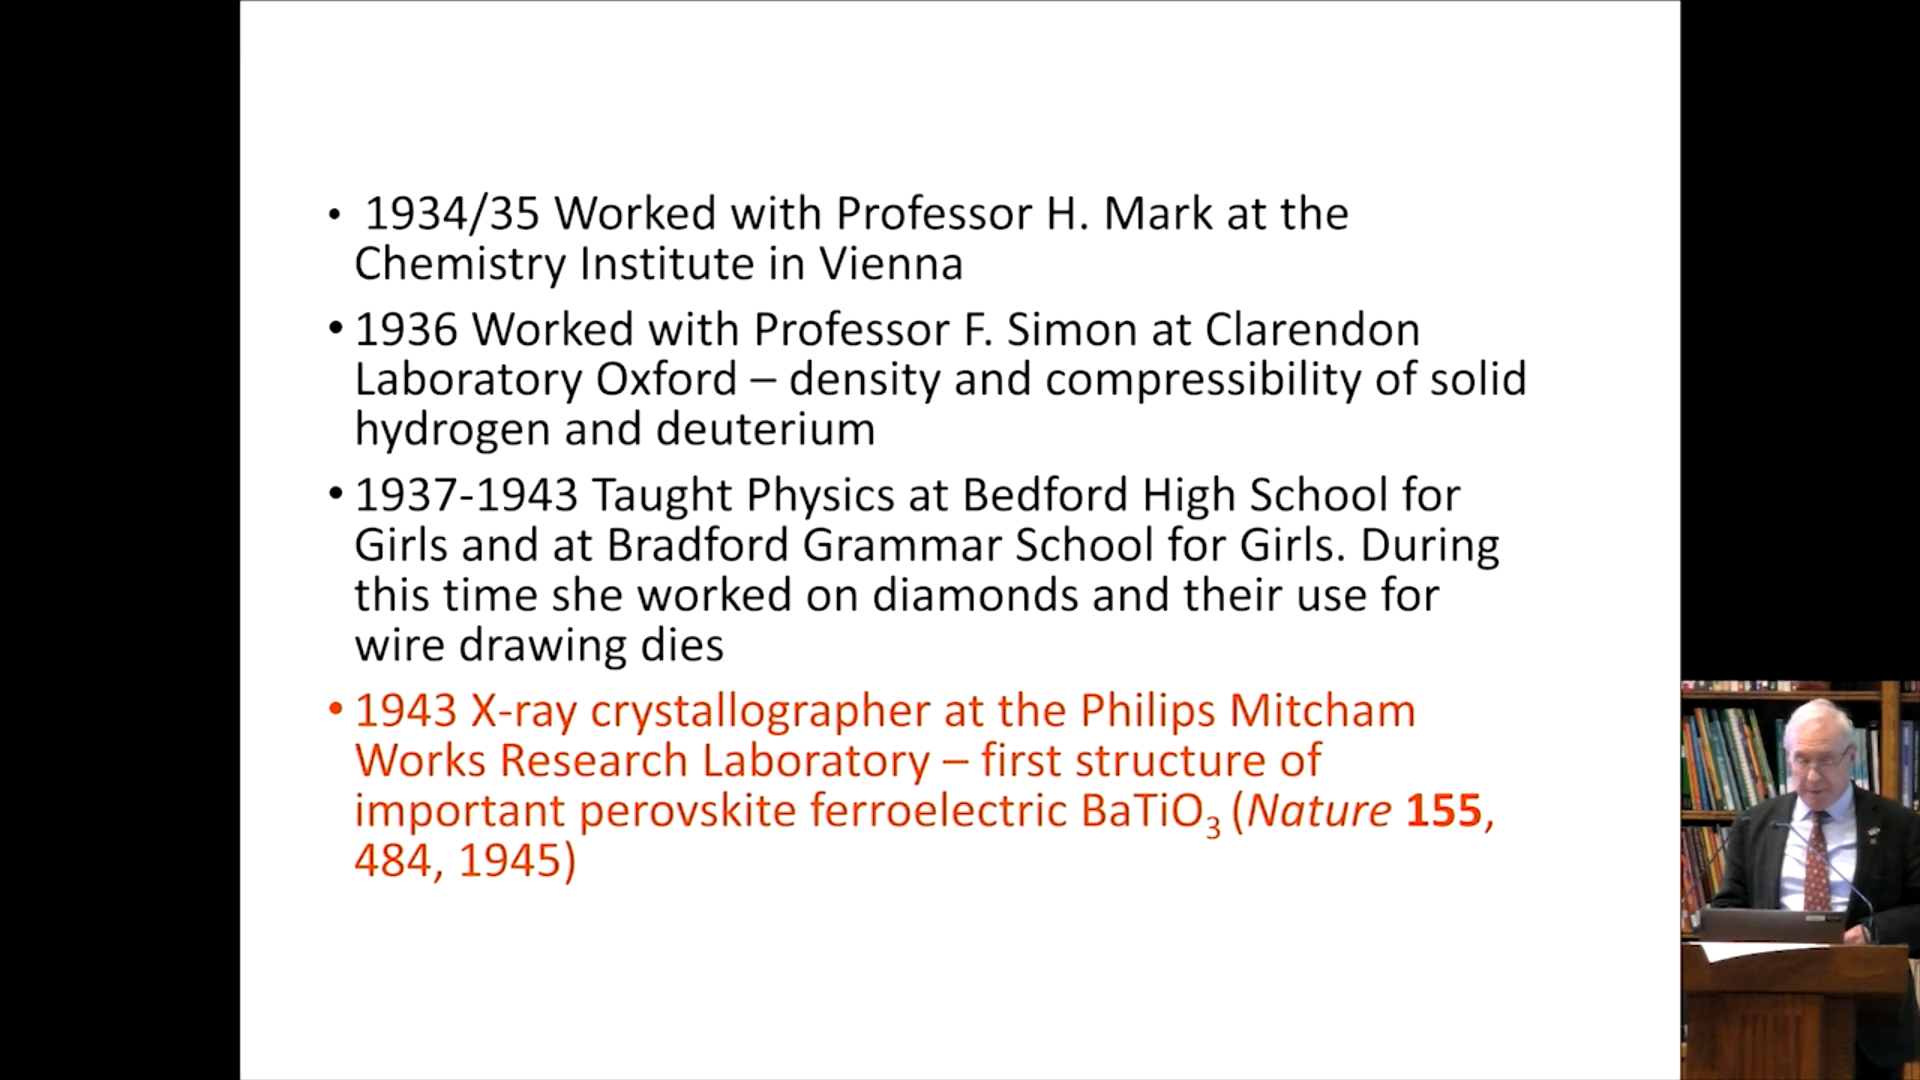 • 1934/35 Worked with Professor H. Mark at the
Chemistry Institute in Vienna
• 1936 Worked with Professor F. Simon at Clarendon
Laboratory Oxford – density and compressibility of solid
hydrogen and deuterium
• 1937-1943 Taught Physics at Bedford High School for
Girls and at Bradford Grammar School for Girls. During
this time she worked on diamonds and their use for
wire drawing dies
• 1943 X-ray crystallographer at the Philips Mitcham
Works Research Laboratory – first structure of
important perovskite ferroelectric BaTiO₃ (Nature 155,
484, 1945)